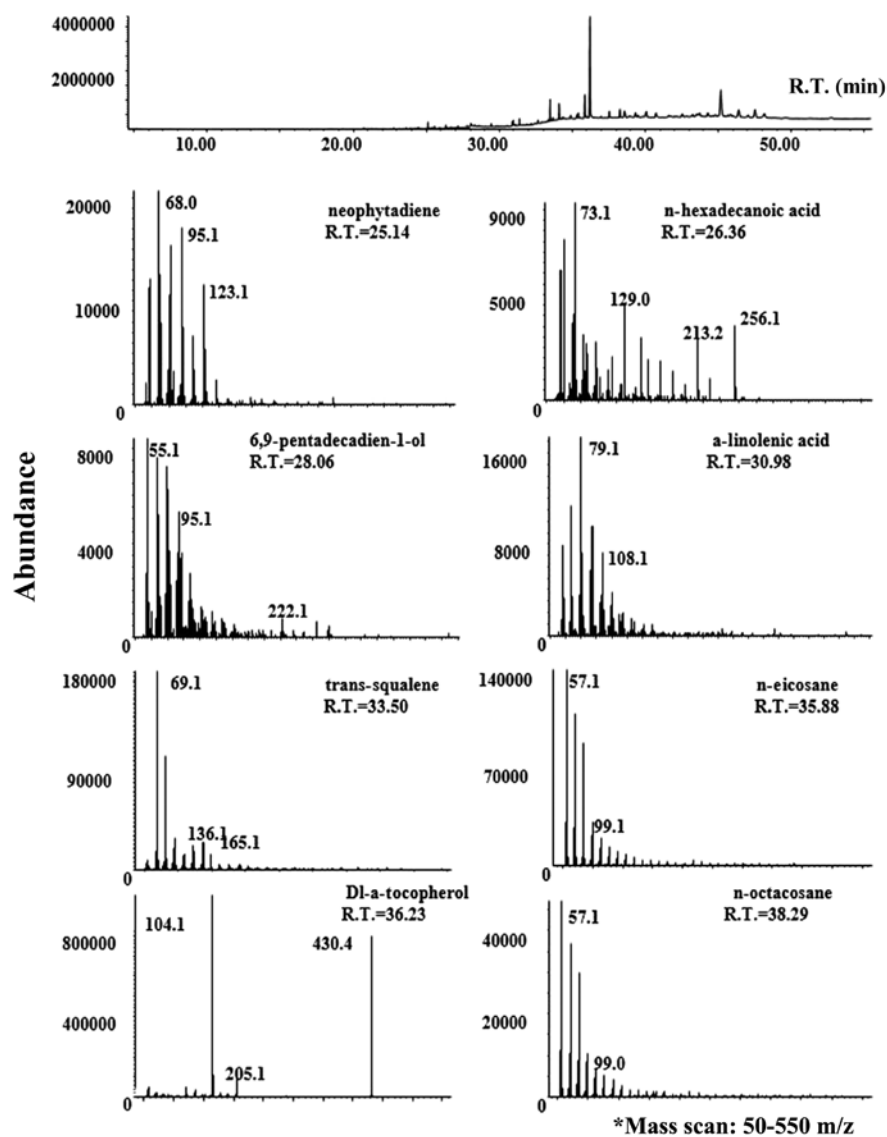 4000000
2000000
R.T. (min)
10.00 20.00 30.00 40.00 50.00
Abundance
20000
10000
0
68.0
95.1
123.1
neophytadiene
R.T.=25.14
9000
5000
0
73.1
129.0
213.2
256.1
n-hexadecanoic acid
R.T.=26.36
8000
4000
0
55.1
95.1
222.1
6,9-pentadecadien-1-ol
R.T.=28.06
16000
8000
0
79.1
108.1
a-linolenic acid
R.T.=30.98
180000
90000
0
69.1
136.1
165.1
trans-squalene
R.T.=33.50
140000
70000
0
57.1
99.1
n-eicosane
R.T.=35.88
800000
400000
0
104.1
205.1
430.4
Dl-a-tocopherol
R.T.=36.23
40000
20000
0
57.1
99.0
n-octacosane
R.T.=38.29
*Mass scan: 50-550 m/z